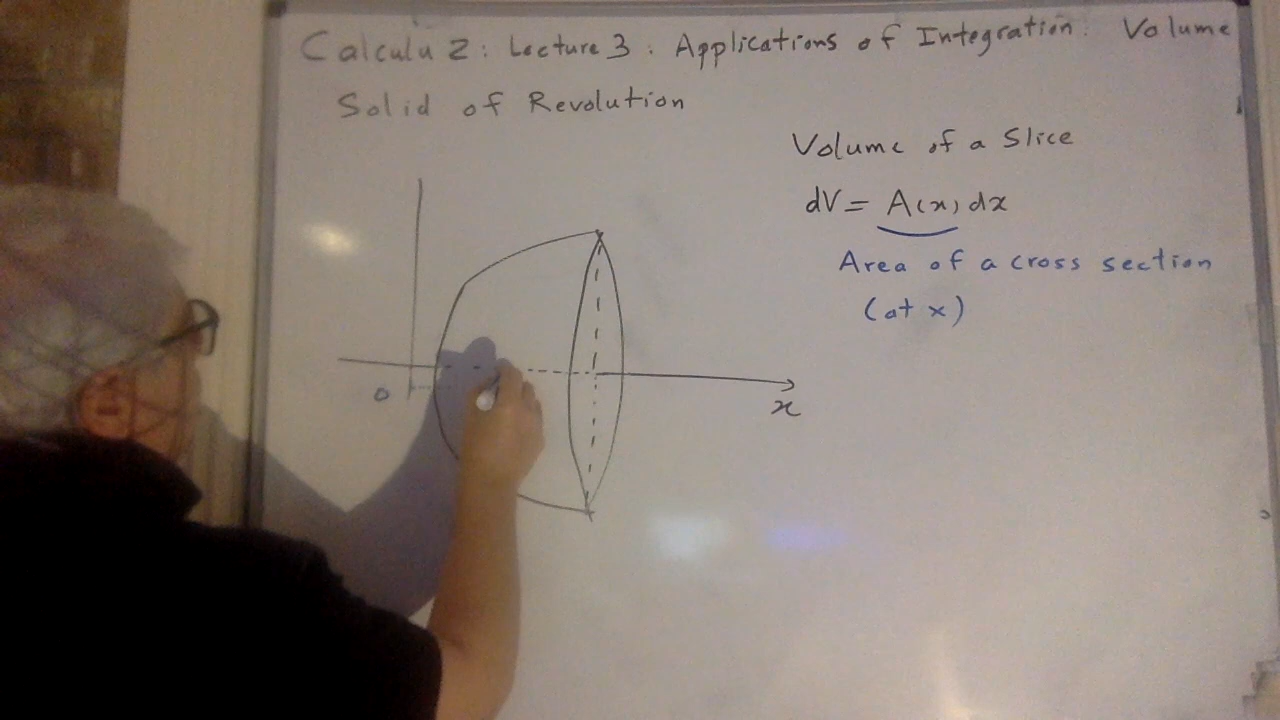 Calculu 2: Lecture 3: Applications of Integration: Volume
Solid of Revolution
Volume of a Slice
dV = A(x) dx
Area of a cross section
(at x)
0
x